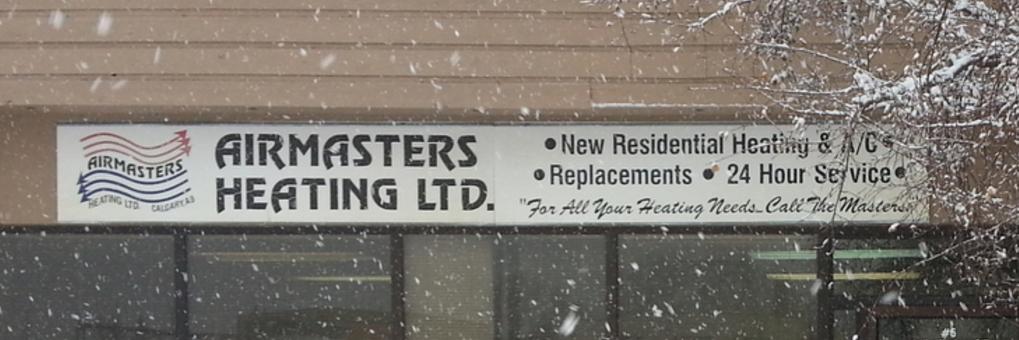 AIRMASTERS
HEATING LTD. CALGARY, AB
AIRMASTERS
HEATING LTD.
•New Residential Heating & A/C•
•Replacements • 24 Hour Service•
"For All Your Heating Needs...Call The Masters"
#6